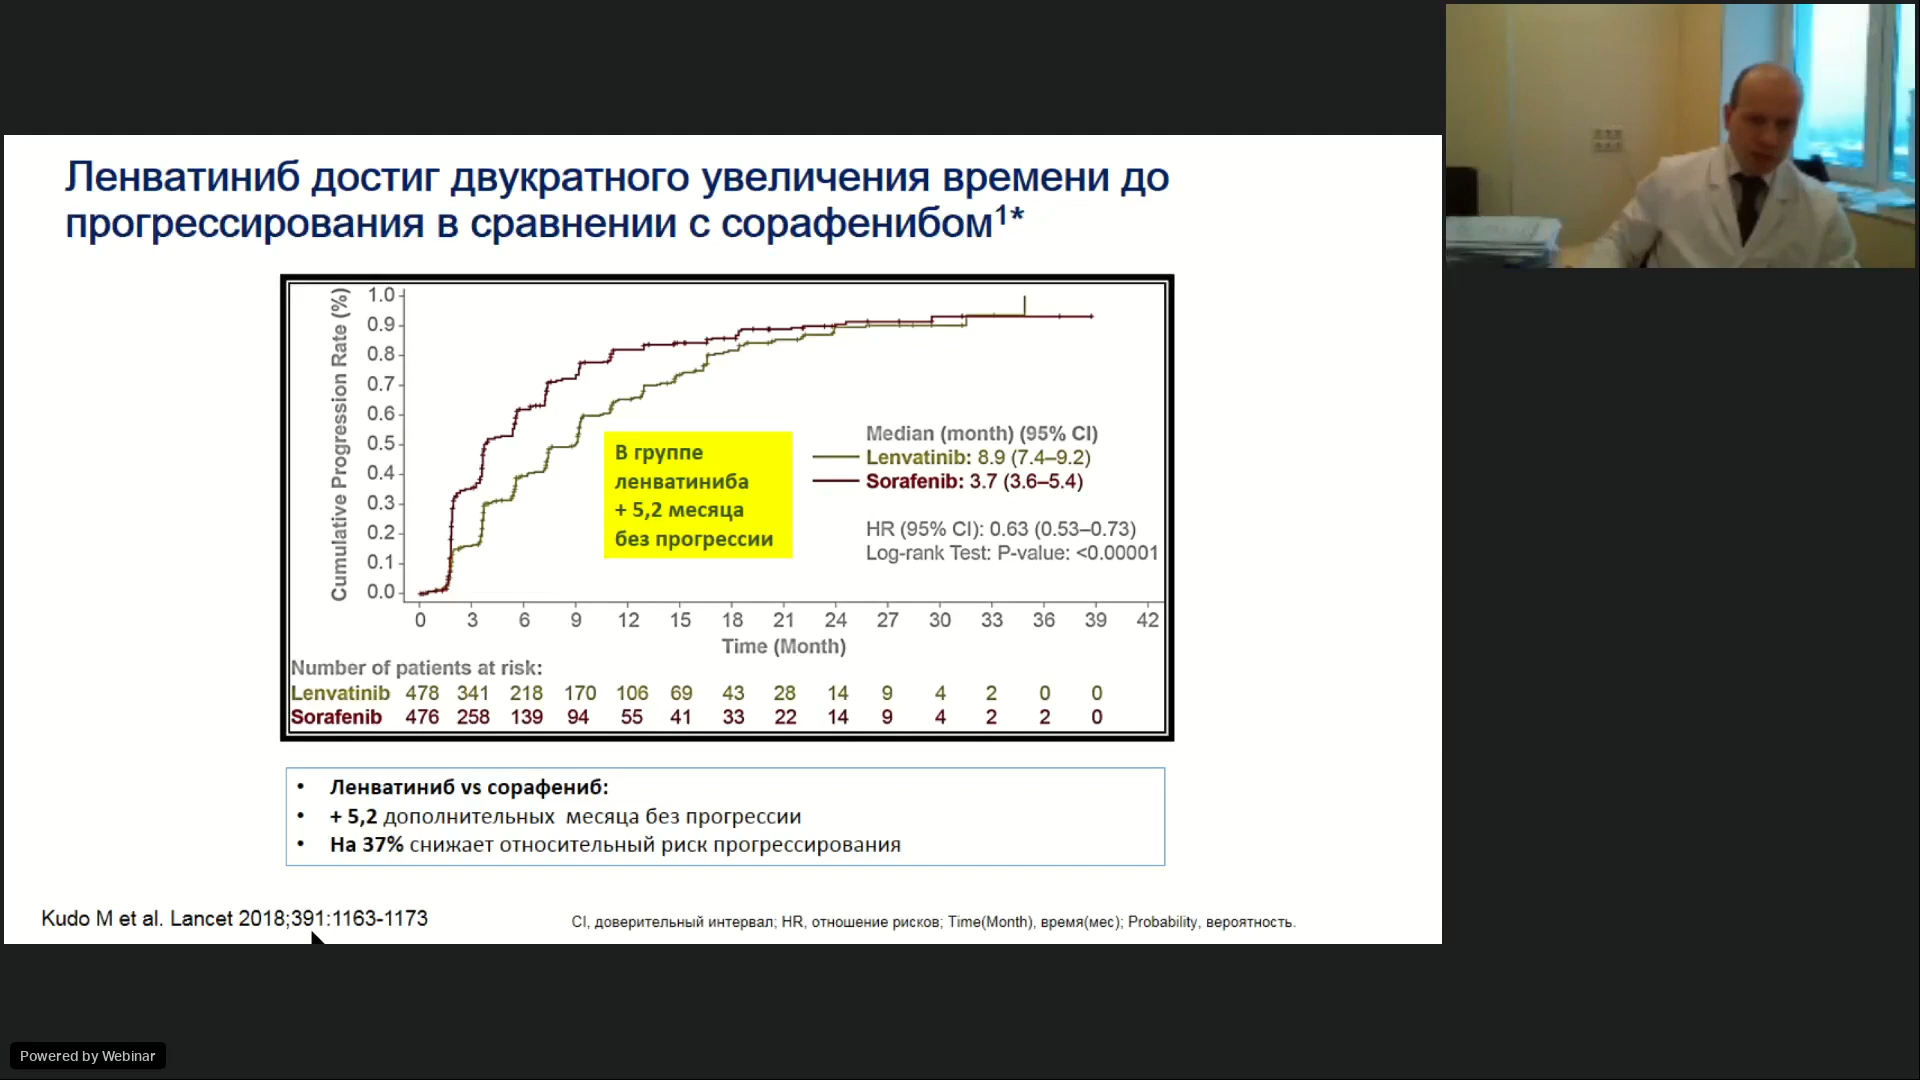 Ленватиниб достиг двукратного увеличения времени до
прогрессирования в сравнении с сорафенибом¹*
Cumulative Progression Rate (%)
1.0
0.9
0.8
0.7
0.6
0.5
0.4
0.3
0.2
0.1
0.0
В группе
ленватиниба
+ 5,2 месяца
без прогрессии
Median (month) (95% CI)
Lenvatinib: 8.9 (7.4–9.2)
Sorafenib: 3.7 (3.6–5.4)
HR (95% CI): 0.63 (0.53–0.73)
Log-rank Test: P-value: <0.00001
0 3 6 9 12 15 18 21 24 27 30 33 36 39 42
Time (Month)
Number of patients at risk:
Lenvatinib 478 341 218 170 106 69 43 28 14 9 4 2 0 0
Sorafenib 476 258 139 94 55 41 33 22 14 9 4 2 2 0
• Ленватиниб vs сорафениб:
• + 5,2 дополнительных месяца без прогрессии
• На 37% снижает относительный риск прогрессирования
Kudo M et al. Lancet 2018;391:1163-1173
CI, доверительный интервал; HR, отношение рисков; Time(Month), время(мес); Probability, вероятность.
Powered by Webinar